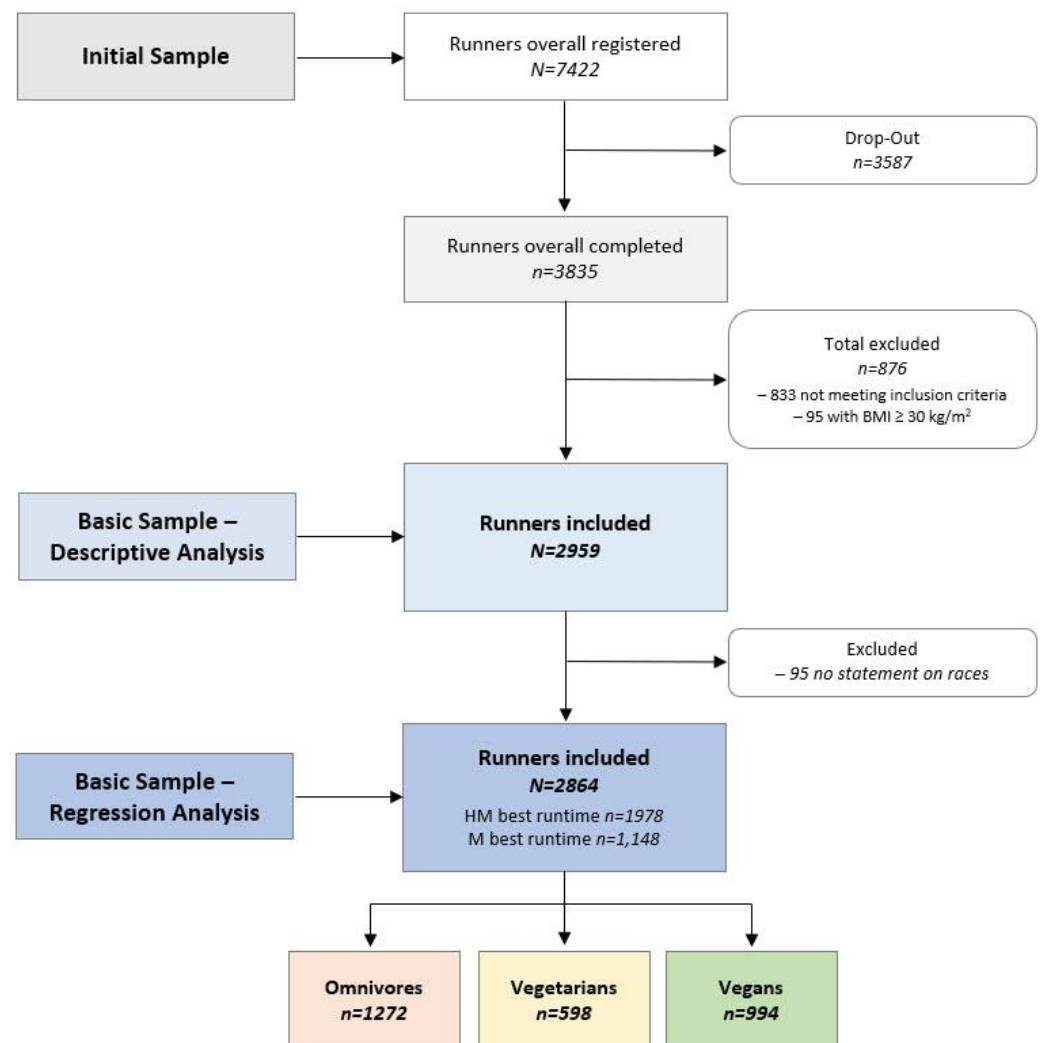 Initial Sample
Runners overall registered
N=7422
Drop-Out
n=3587
Runners overall completed
n=3835
Total excluded
n=876
– 833 not meeting inclusion criteria
– 95 with BMI ≥ 30 kg/m²
Basic Sample –
Descriptive Analysis
Runners included
N=2959
Excluded
– 95 no statement on races
Basic Sample –
Regression Analysis
Runners included
N=2864
HM best runtime n=1978
M best runtime n=1,148
Omnivores
n=1272
Vegetarians
n=598
Vegans
n=994